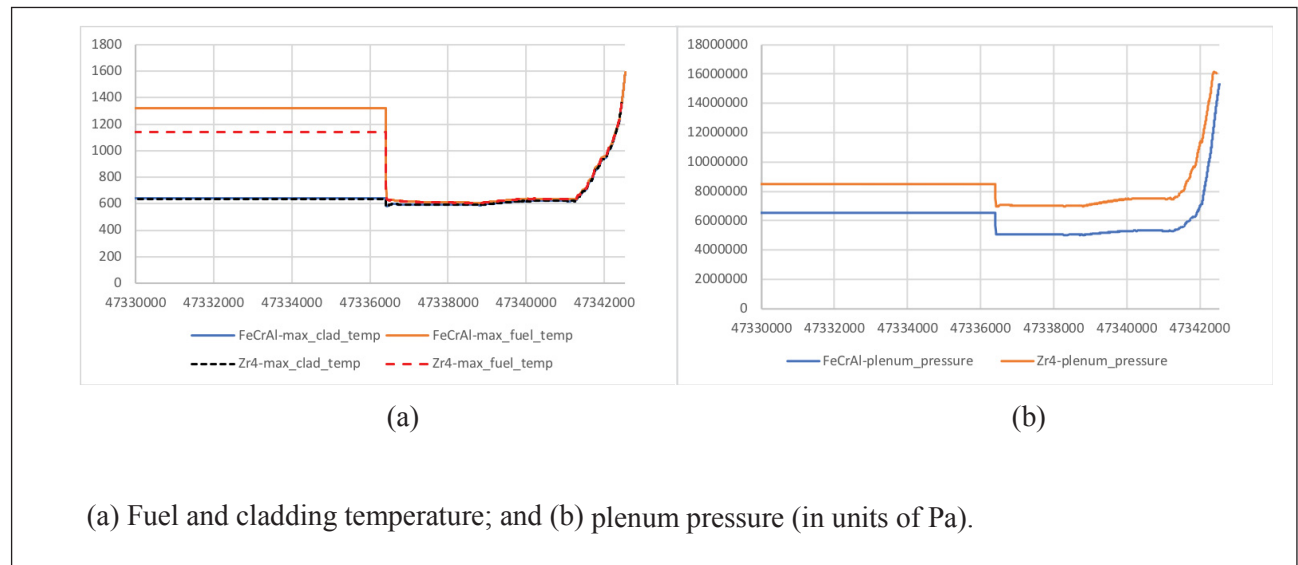 1800
1600
1400
1200
1000
800
600
400
200
0
47330000 47332000 47334000 47336000 47338000 47340000 47342000
FeCrAl-max_clad_temp FeCrAl-max_fuel_temp
Zr4-max_clad_temp Zr4-max_fuel_temp
(a)
18000000
16000000
14000000
12000000
10000000
8000000
6000000
4000000
2000000
0
47330000 47332000 47334000 47336000 47338000 47340000 47342000
FeCrAl-plenum_pressure Zr4-plenum_pressure
(b)
(a) Fuel and cladding temperature; and (b) plenum pressure (in units of Pa).